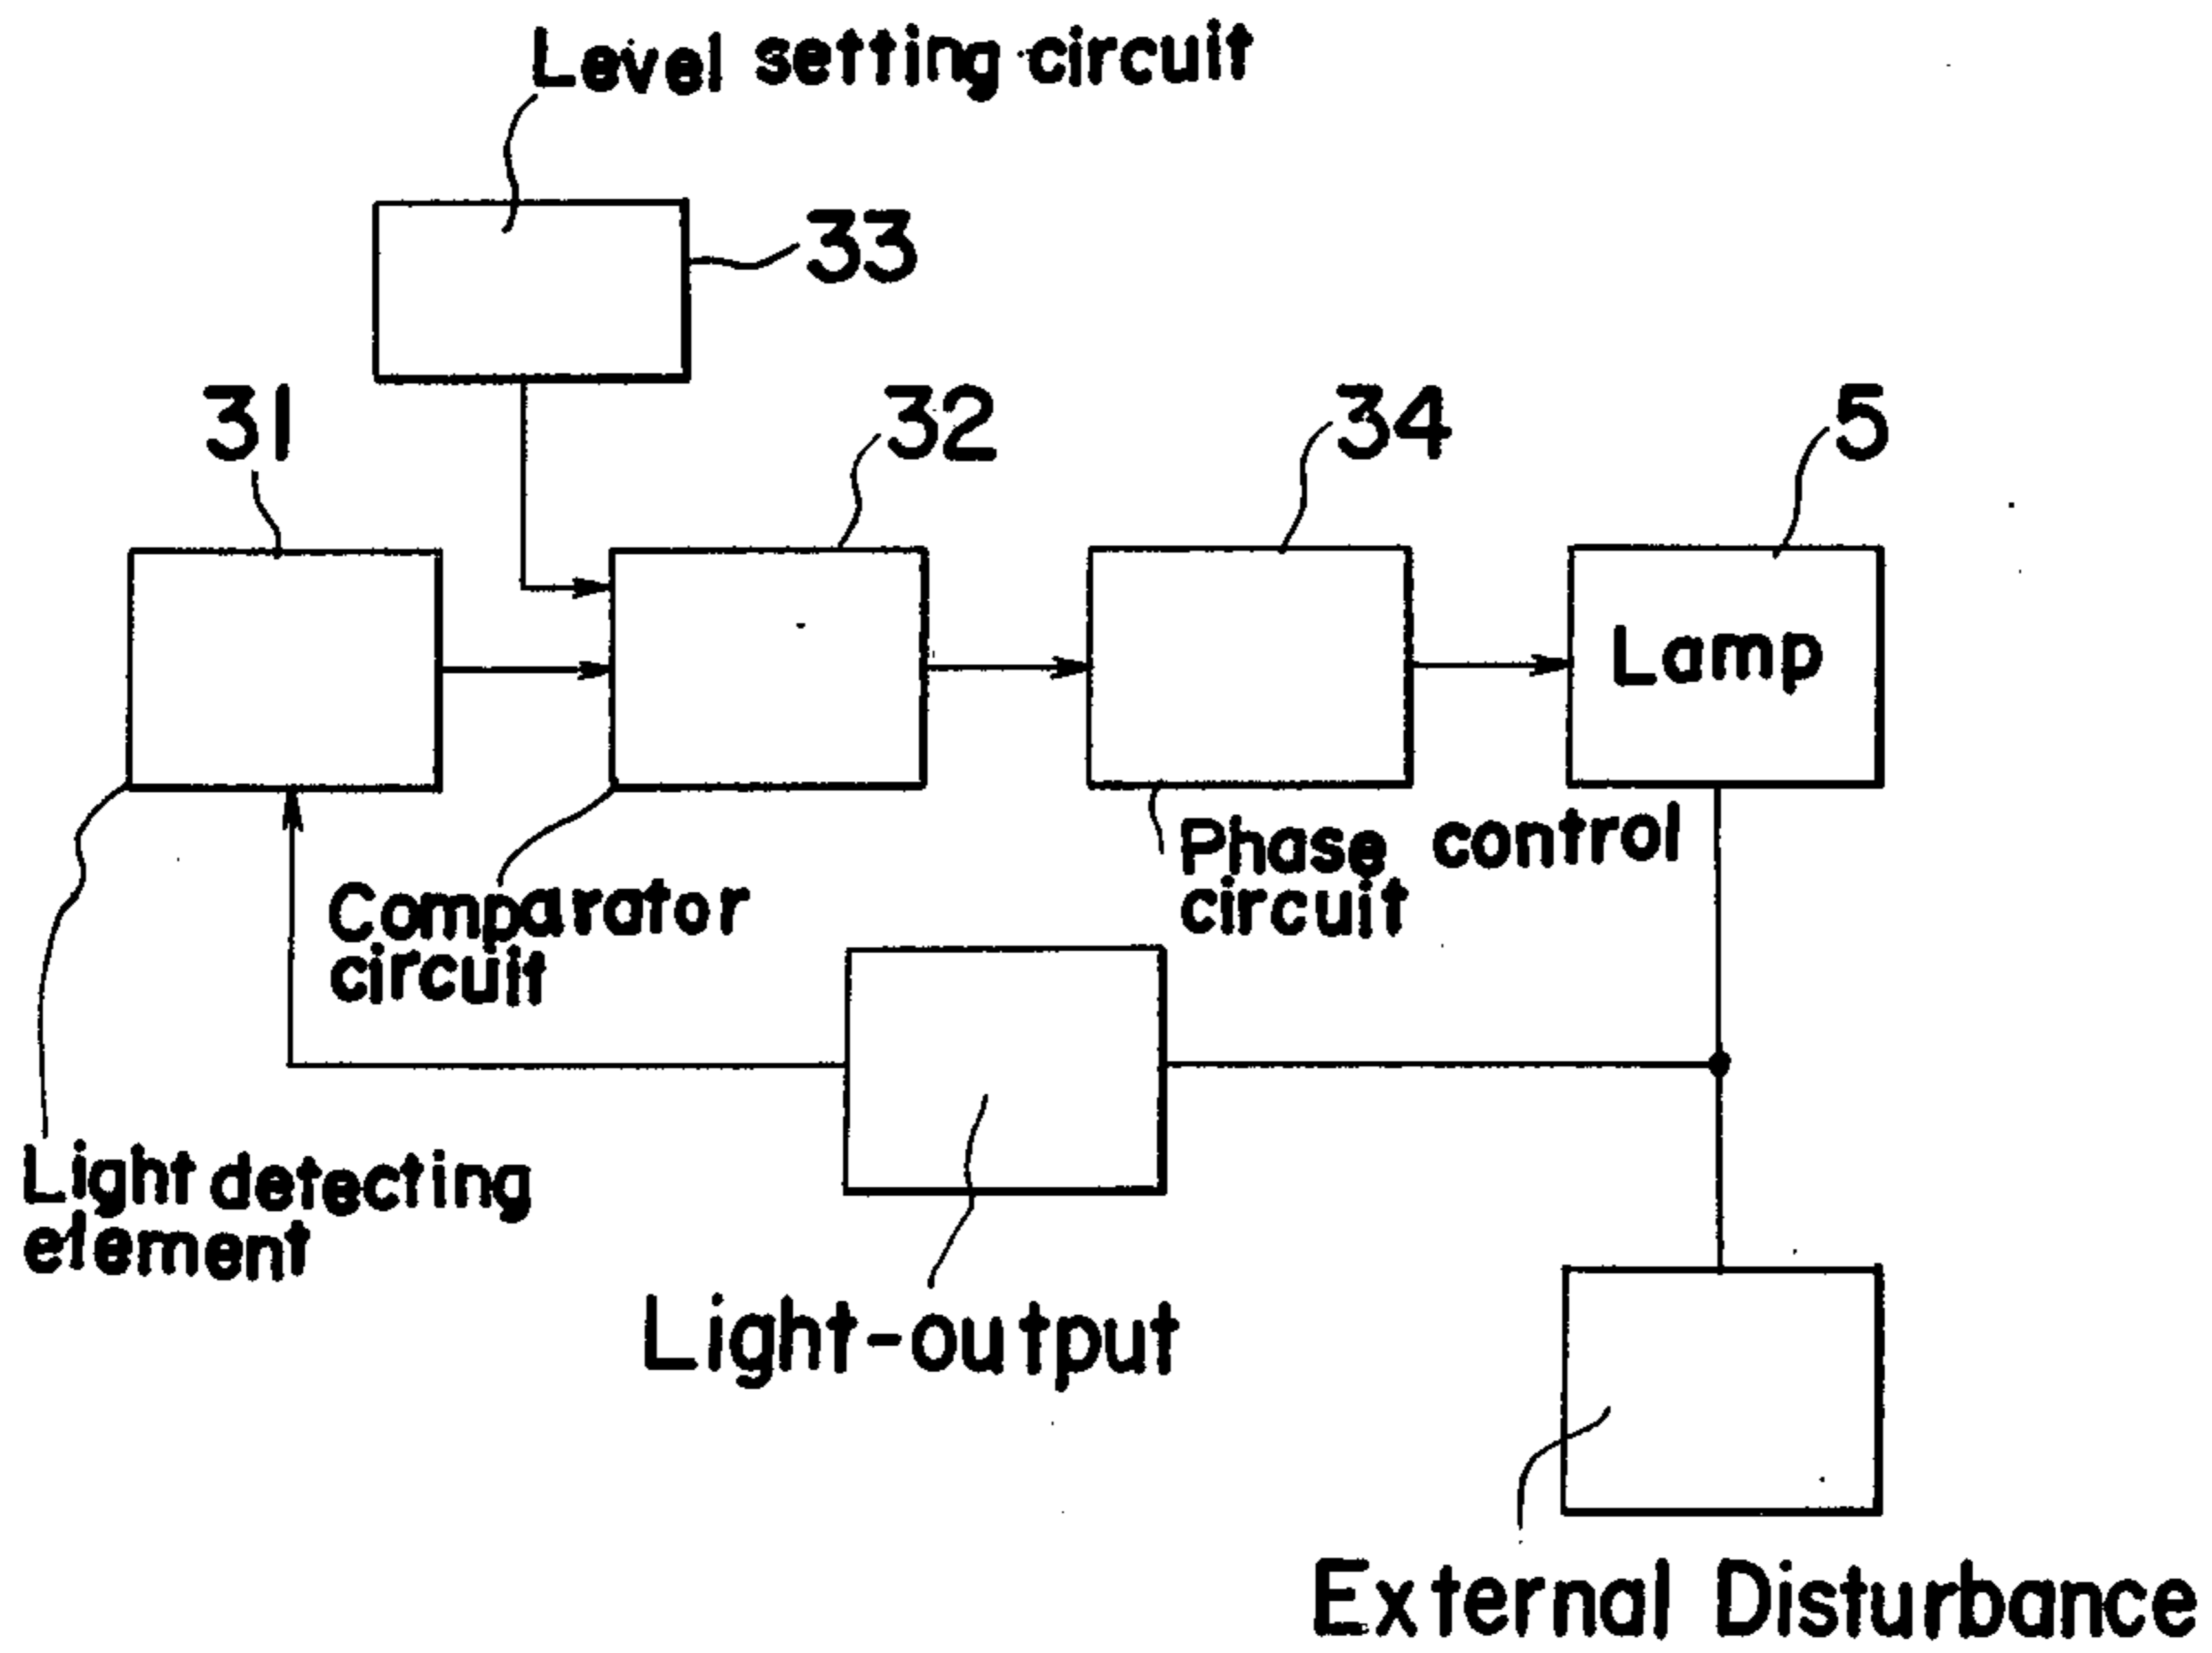 Level setting circuit
33
31
32
34
5
Lamp
Phase control
circuit
Comparator
circuit
Light detecting
element
Light-output
External Disturbance